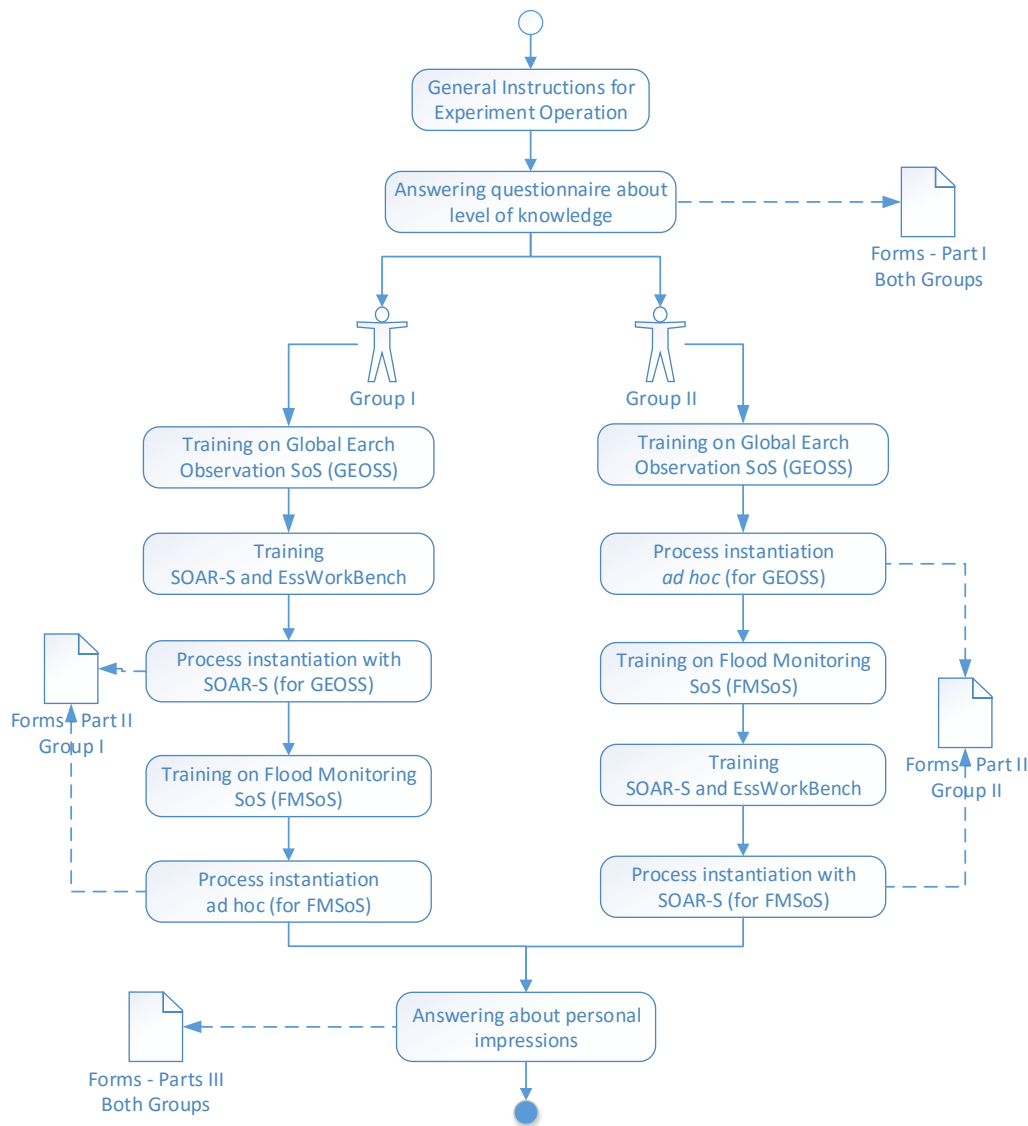 General Instructions for
Experiment Operation
Answering questionnaire about
level of knowledge
Forms - Part I
Both Groups
Group I
Group II
Training on Global Earch
Observation SoS (GEOSS)
Training
SOAR-S and EssWorkBench
Process instantiation with
SOAR-S (for GEOSS)
Forms - Part II
Group I
Training on Flood Monitoring
SoS (FMSoS)
Process instantiation
ad hoc (for FMSoS)
Training on Global Earch
Observation SoS (GEOSS)
Process instantiation
ad hoc (for GEOSS)
Training on Flood Monitoring
SoS (FMSoS)
Forms - Part II
Group II
Training
SOAR-S and EssWorkBench
Process instantiation with
SOAR-S (for FMSoS)
Answering about personal
impressions
Forms - Parts III
Both Groups